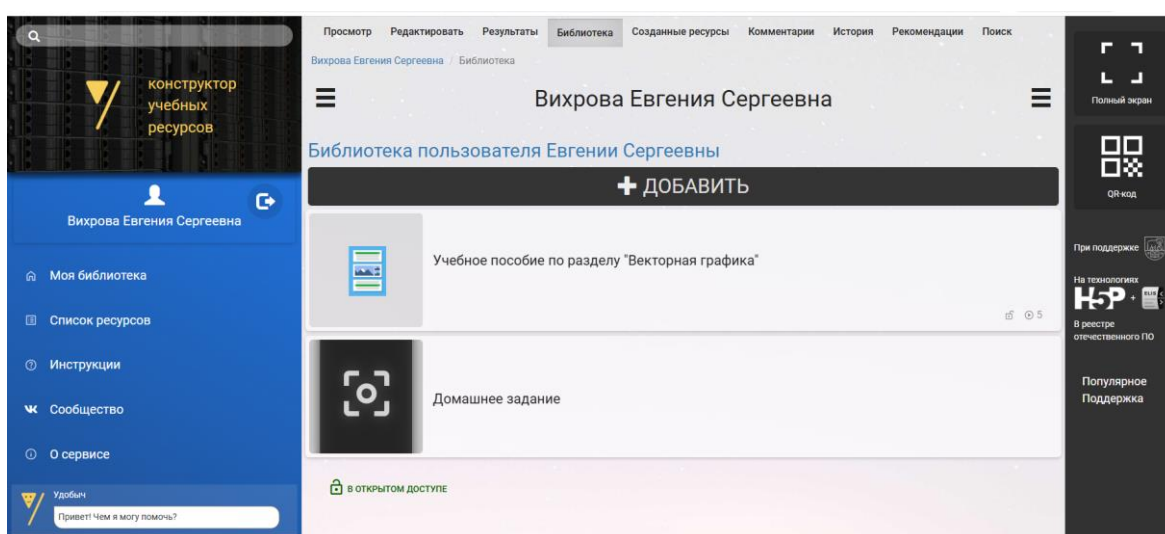 конструктор
учебных
ресурсов
Вихрова Евгения Сергеевна
Моя библиотека
Список ресурсов
Инструкции
Сообщество
О сервисе
Удобыч
Привет! Чем я могу помочь?
Просмотр Редактировать Результаты Библиотека Созданные ресурсы Комментарии История Рекомендации Поиск
Вихрова Евгения Сергеевна / Библиотека
Вихрова Евгения Сергеевна
Библиотека пользователя Евгении Сергеевны
ДОБАВИТЬ
Учебное пособие по разделу "Векторная графика"
5
Домашнее задание
В ОТКРЫТОМ ДОСТУПЕ
Полный экран
QR-код
При поддержке
На технологиях
H5P +
В реестре
отечественного ПО
Популярное
Поддержка